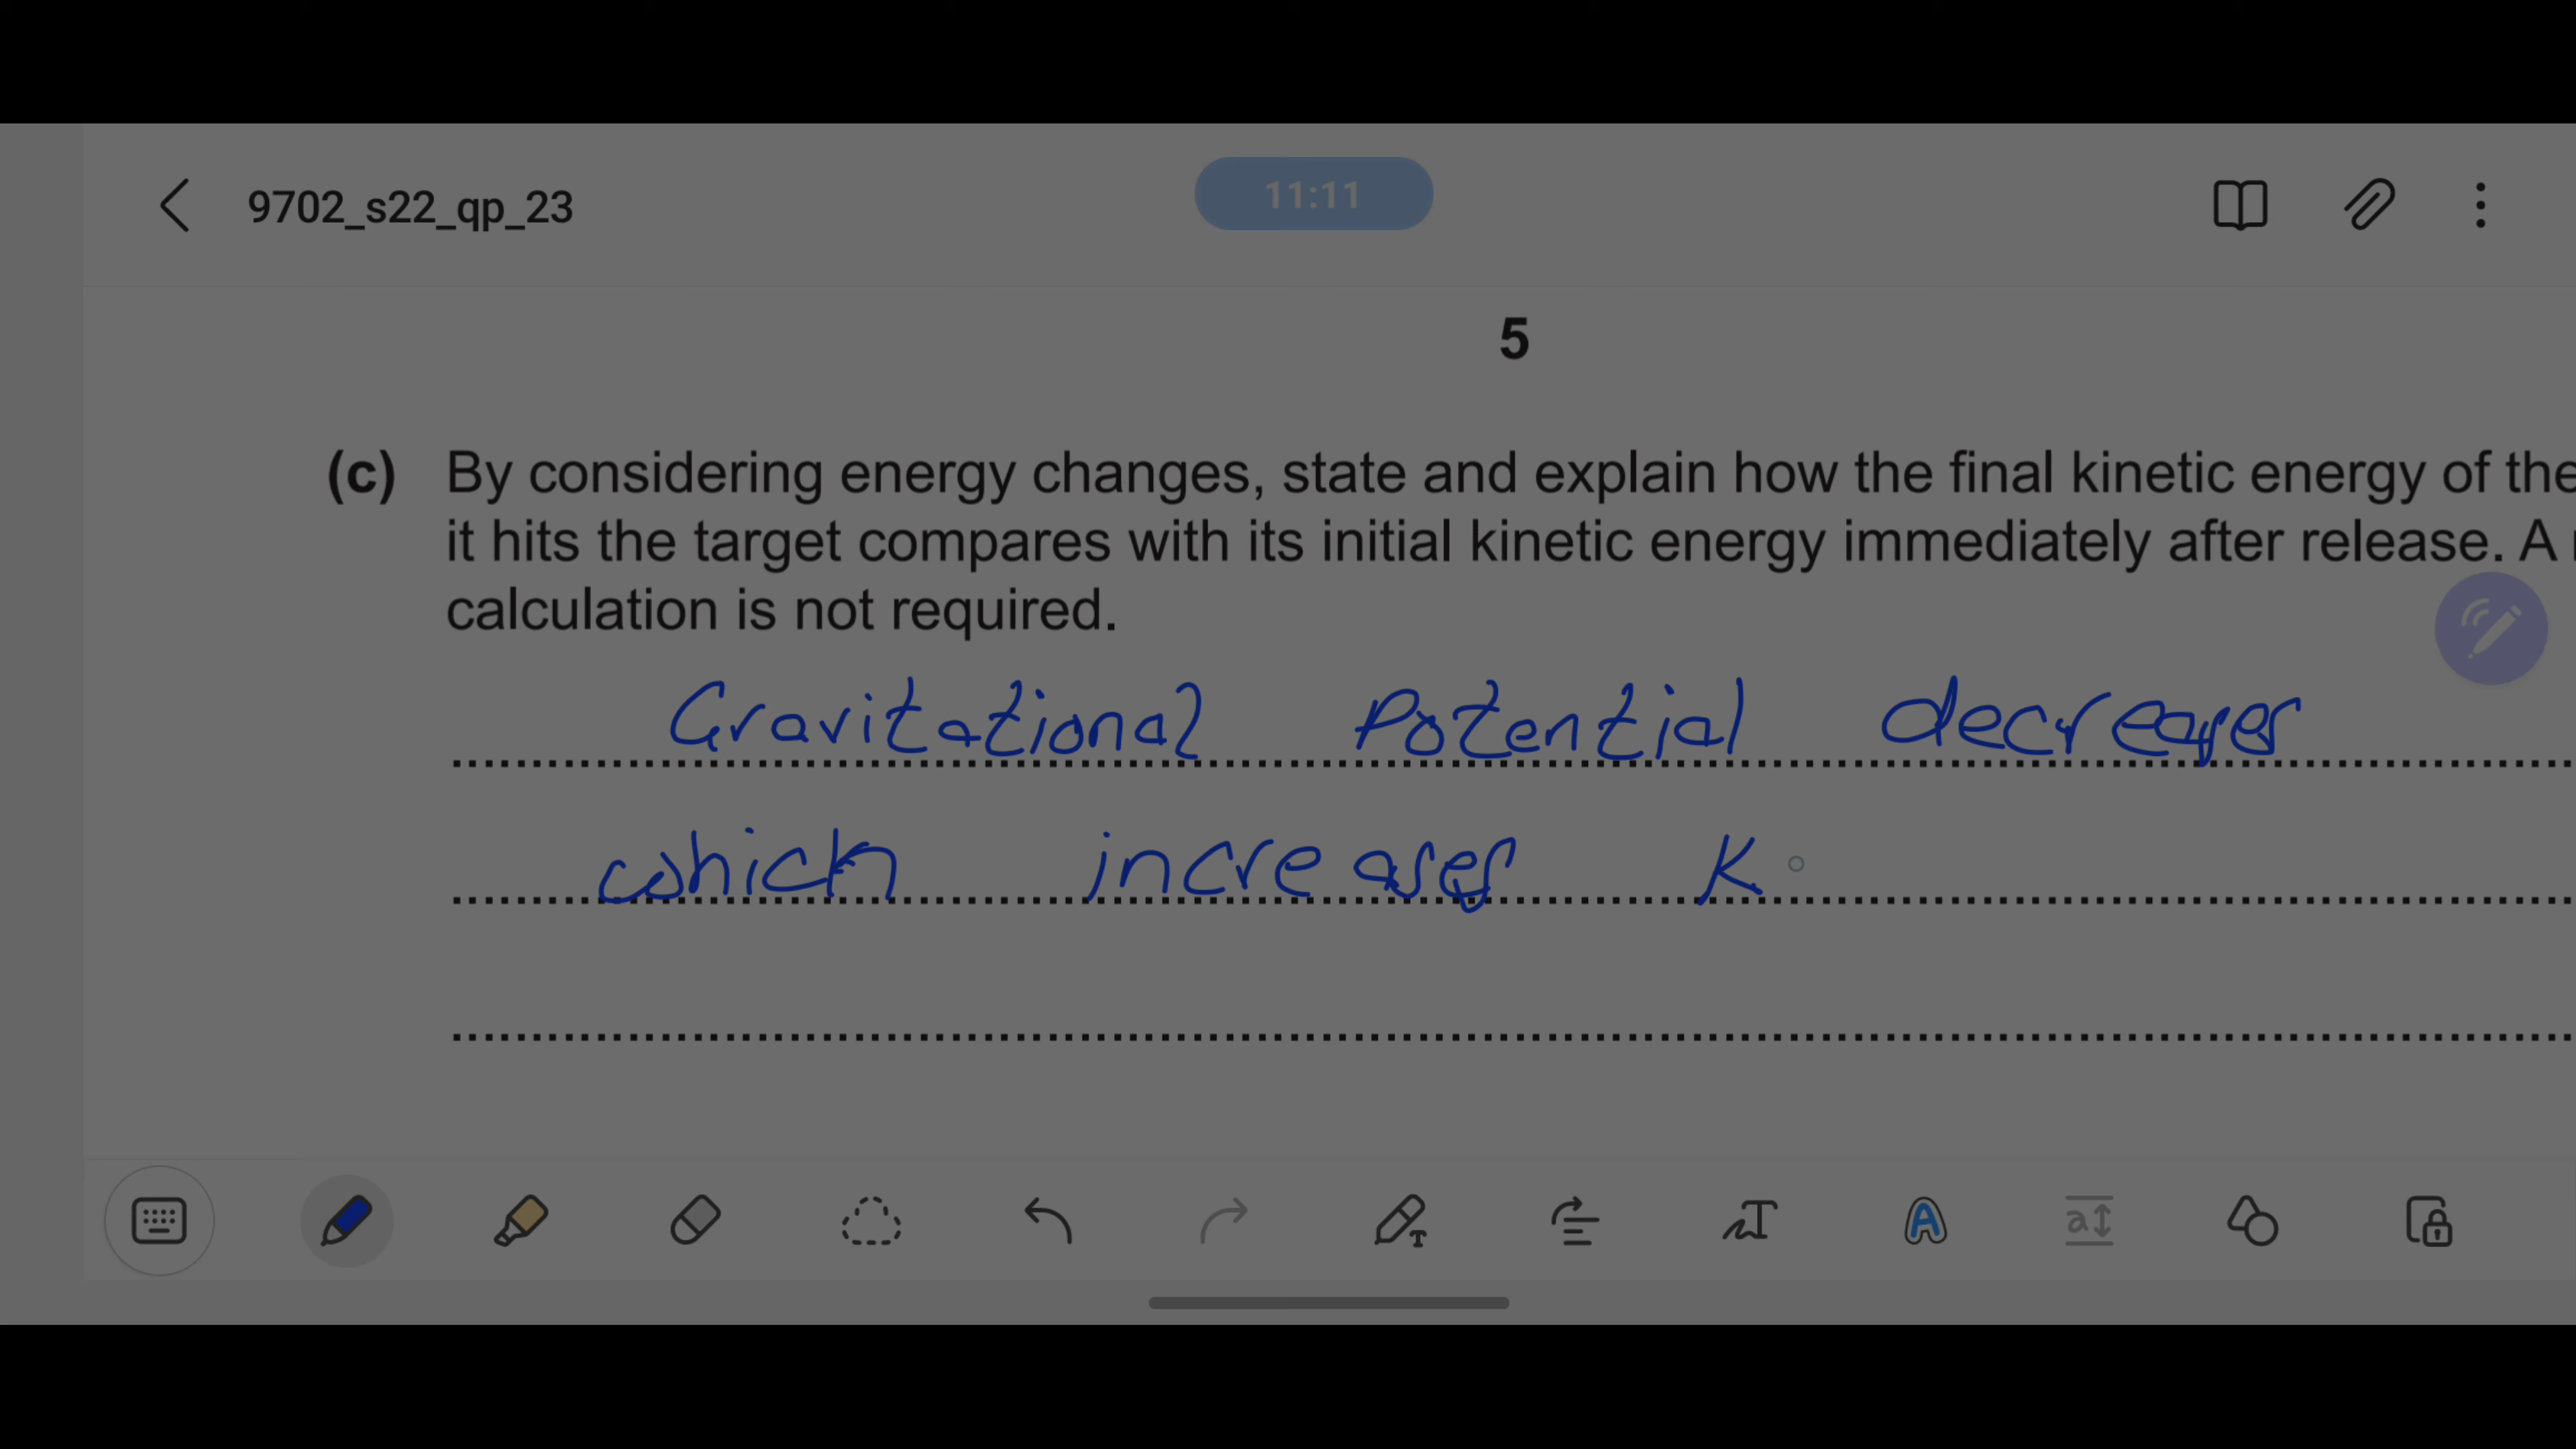 9702_s22_qp_23
11:11
5
(c) By considering energy changes, state and explain how the final kinetic energy of the
it hits the target compares with its initial kinetic energy immediately after release. A
calculation is not required.
Gravitational Potential decreases
which increases K